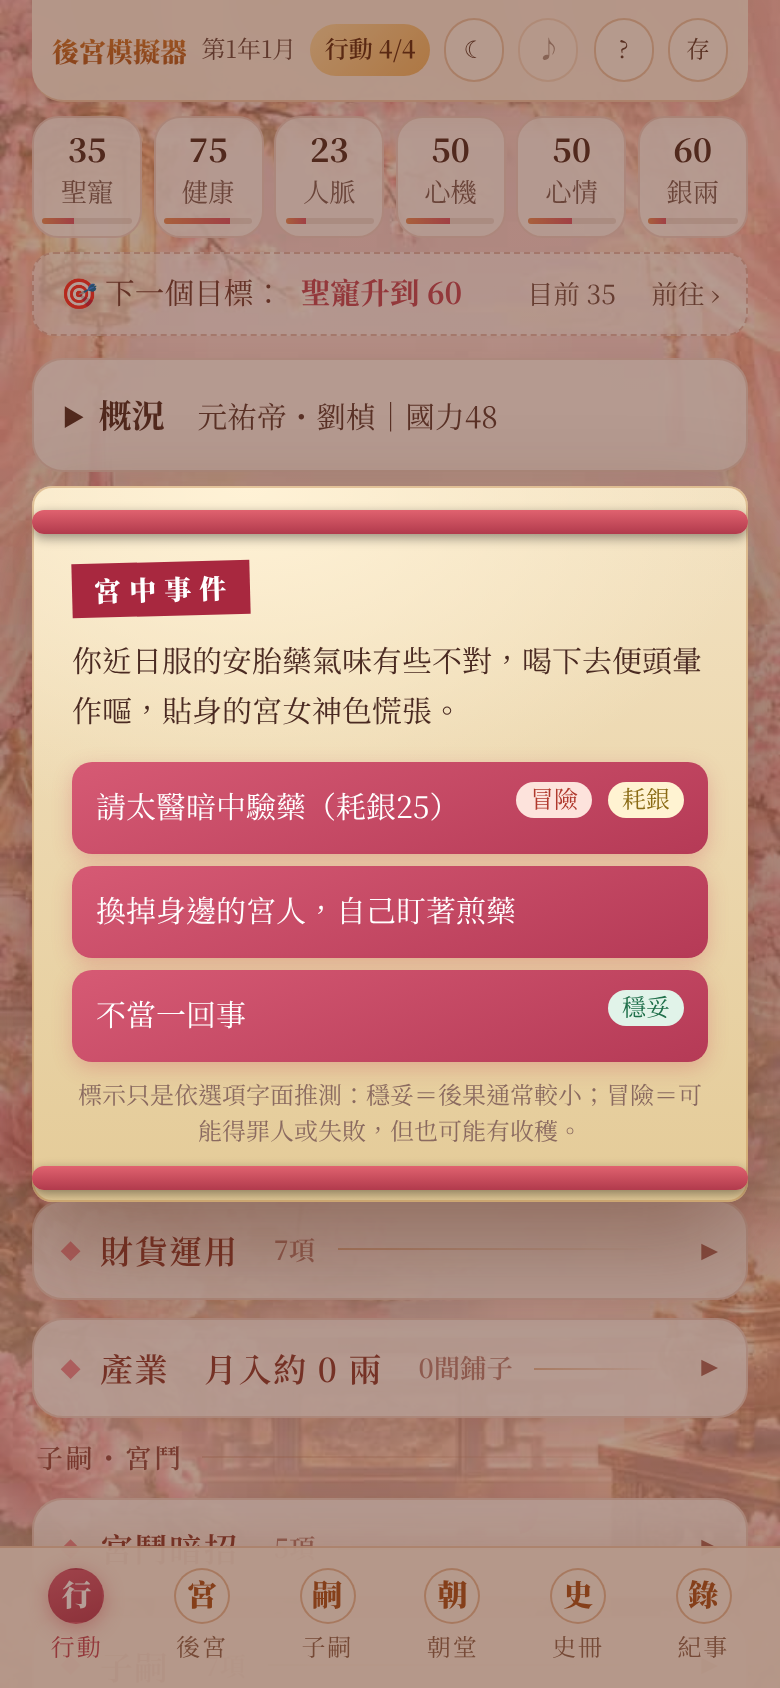 後宮模擬器 第1年1月 行動 4/4 ☾ ♪ ? 存
35 75 23 50 50 60
聖寵 健康 人脈 心機 心情 銀兩
🎯 下一個目標： 聖寵升到 60 目前 35 前往 ›
▶ 概況 元祐帝・劉楨｜國力48
宮中事件
你近日服的安胎藥氣味有些不對，喝下去便頭暈
作嘔，貼身的宮女神色慌張。
請太醫暗中驗藥（耗銀25） 冒險 耗銀
換掉身邊的宮人，自己盯著煎藥
不當一回事 穩妥
標示只是依選項字面推測：穩妥＝後果通常較小；冒險＝可
能得罪人或失敗，但也可能有收穫。
◆ 財貨運用 7項 ▶
◆ 產業 月入約 0 兩 0間鋪子 ▶
子嗣・宮鬥
◆ 宮鬥暗招 5項 ▶
行 宮 嗣 朝 史 錄
行動 後宮 子嗣 朝堂 史冊 紀事